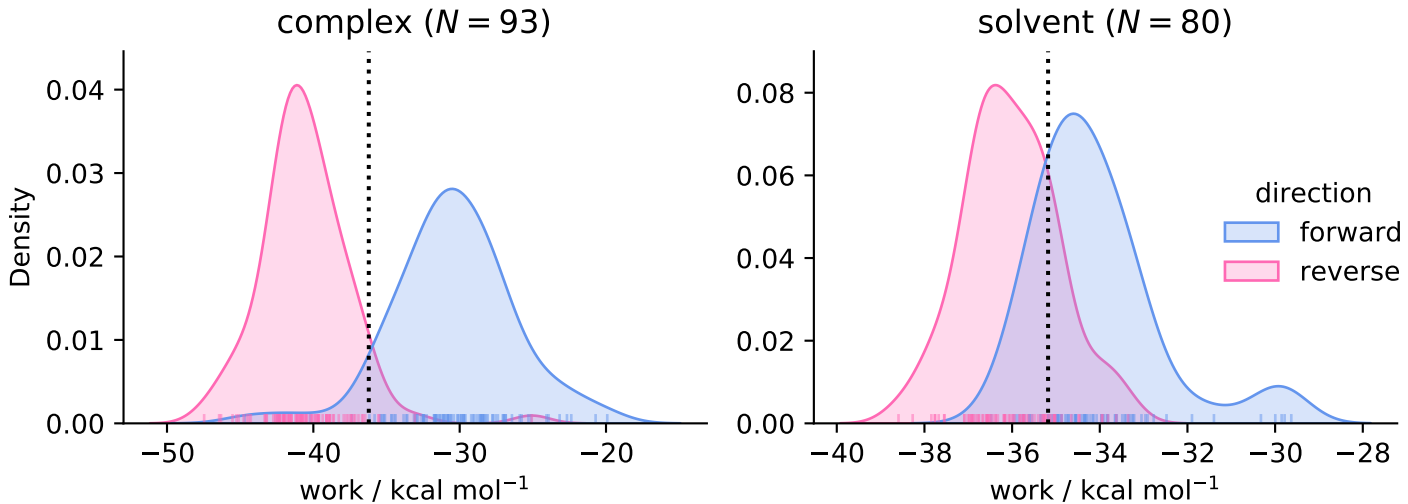 complex (N = 93)
0.04
0.03
0.02
0.01
0.00
Density
−50
−40
−30
−20
work / kcal mol⁻¹
solvent (N = 80)
0.08
0.06
0.04
0.02
0.00
−40
−38
−36
−34
−32
−30
−28
work / kcal mol⁻¹
direction
forward
reverse